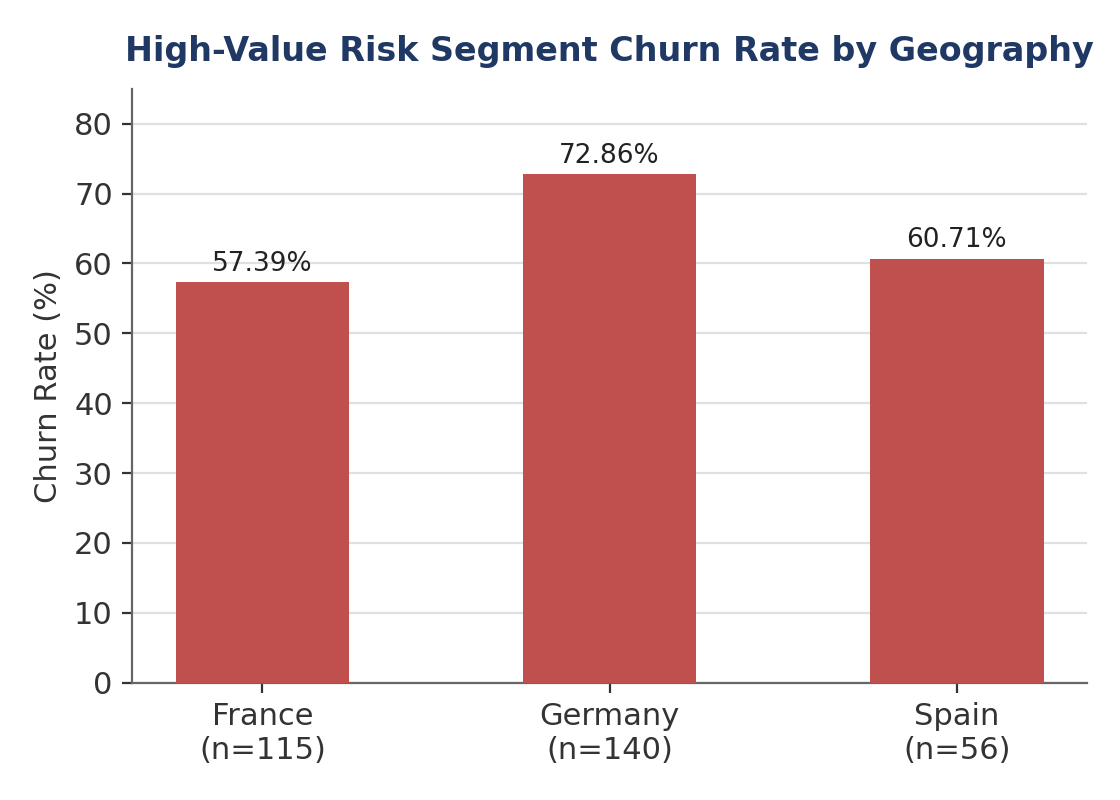 High-Value Risk Segment Churn Rate by Geography
Churn Rate (%)
80
70
60
50
40
30
20
10
0
57.39%
72.86%
60.71%
France
(n=115)
Germany
(n=140)
Spain
(n=56)